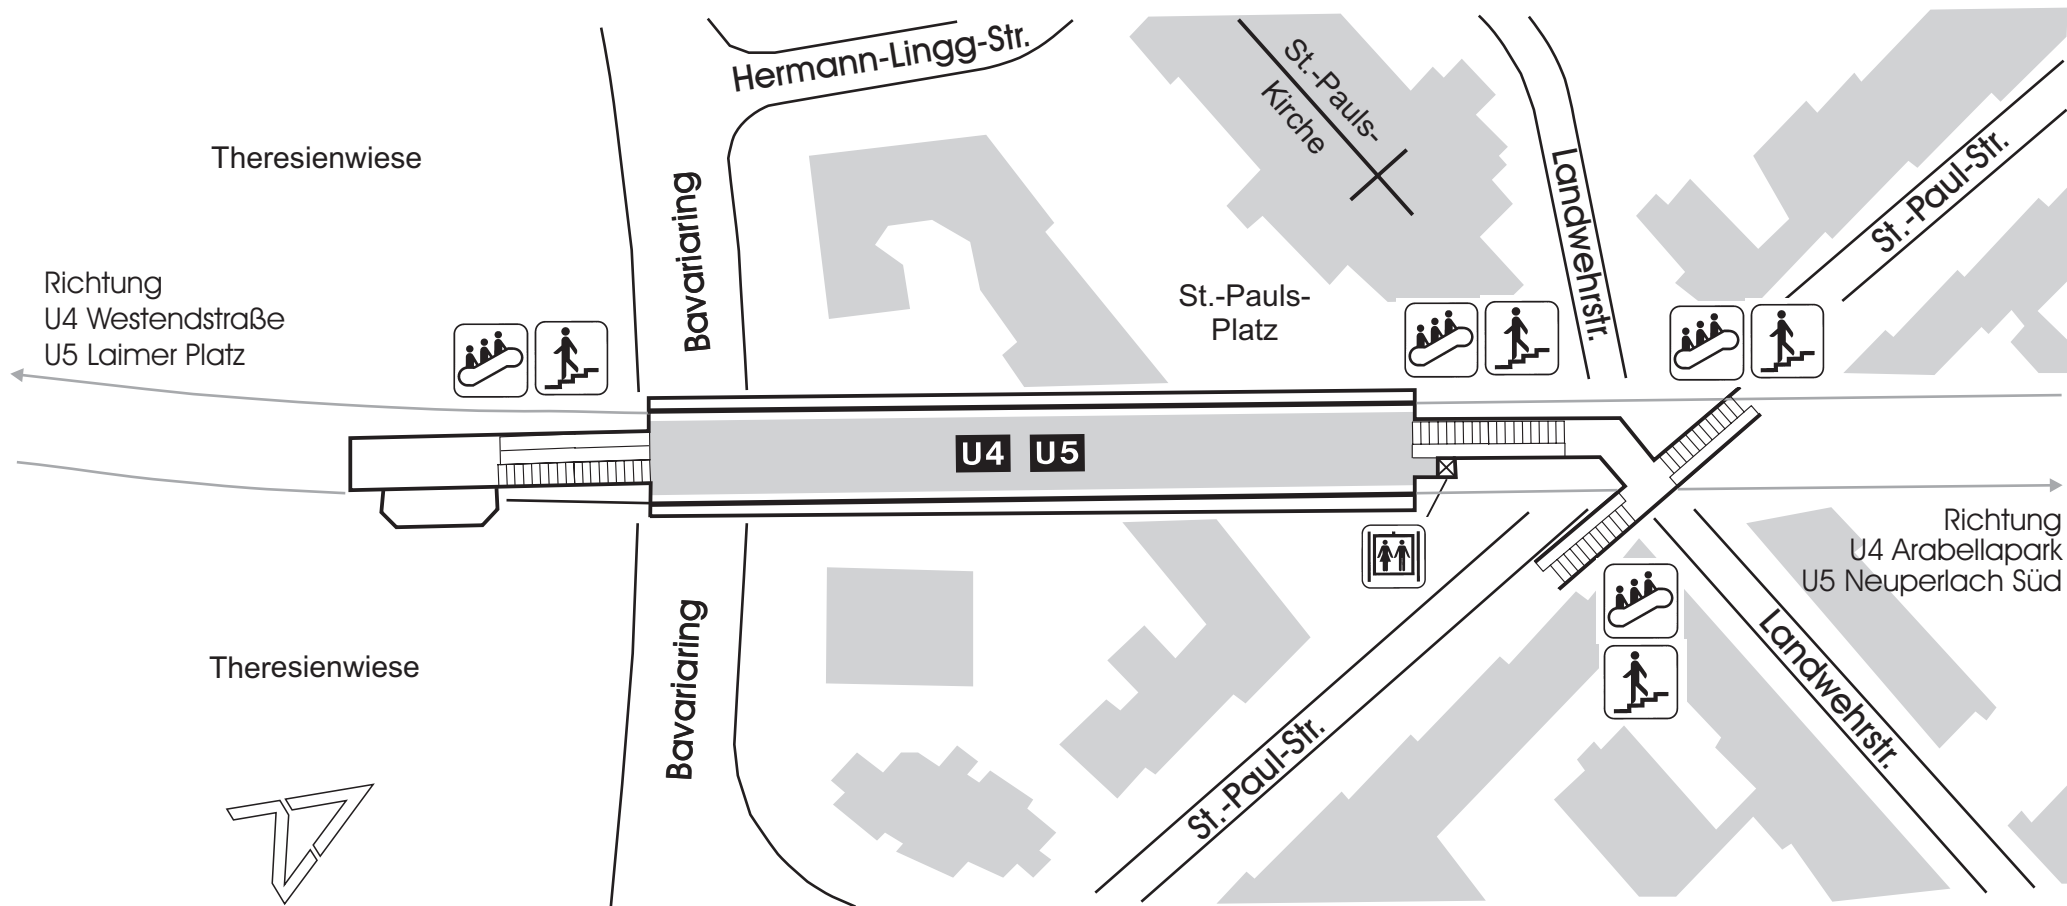 Hermann-Lingg-Str.
St.-Pauls-
Kirche
Theresienwiese
Bavariaring
Landwehrstr.
St.-Paul-Str.
Richtung
U4 Westendstraße
U5 Laimer Platz
St.-Pauls-
Platz
U4 U5
Richtung
U4 Arabellapark
U5 Neuperlach Süd
Theresienwiese
Bavariaring
St.-Paul-Str.
Landwehrstr.